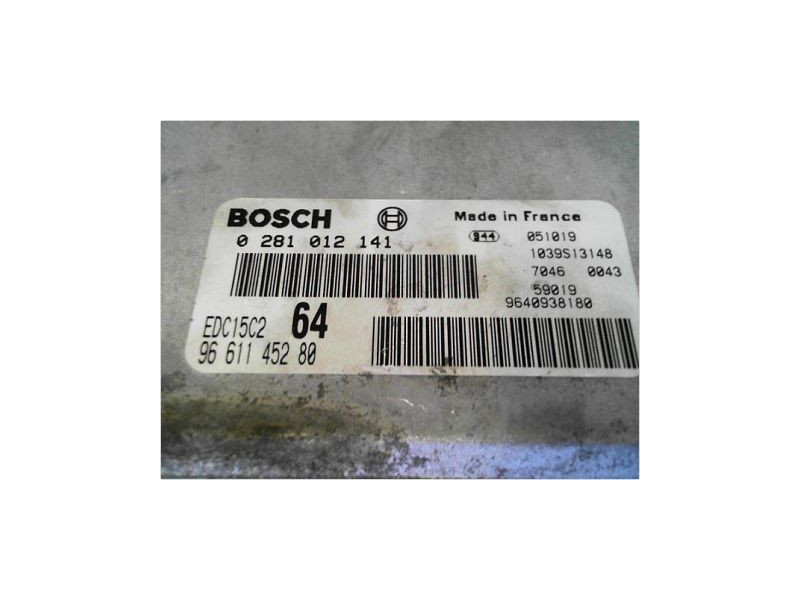 BOSCH
0 281 012 141
EDC15C2 64
96 611 452 80
Made in France
944 051019
1039S13148
7046 0043
59019
9640938180